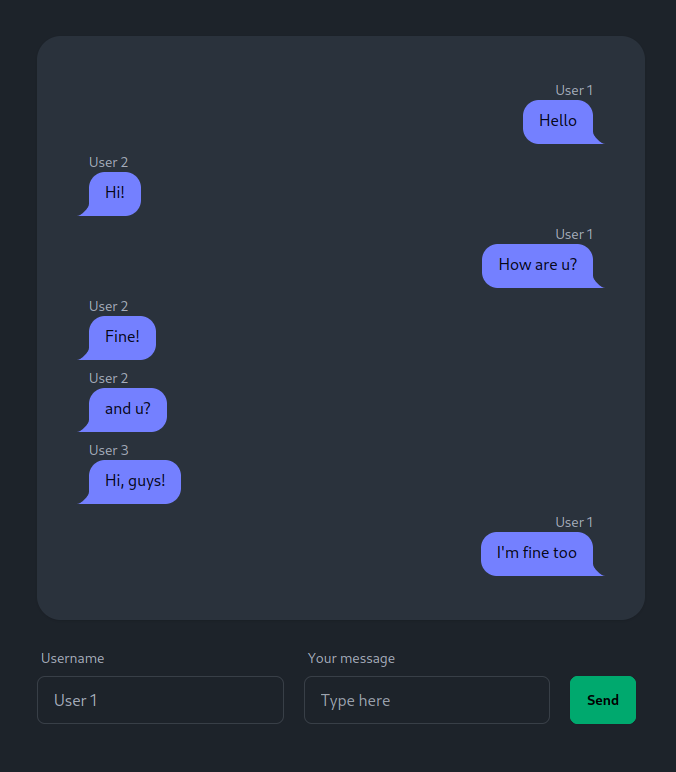 User 1
Hello
User 2
Hi!
User 1
How are u?
User 2
Fine!
User 2
and u?
User 3
Hi, guys!
User 1
I'm fine too
Username Your message
User 1 Type here Send